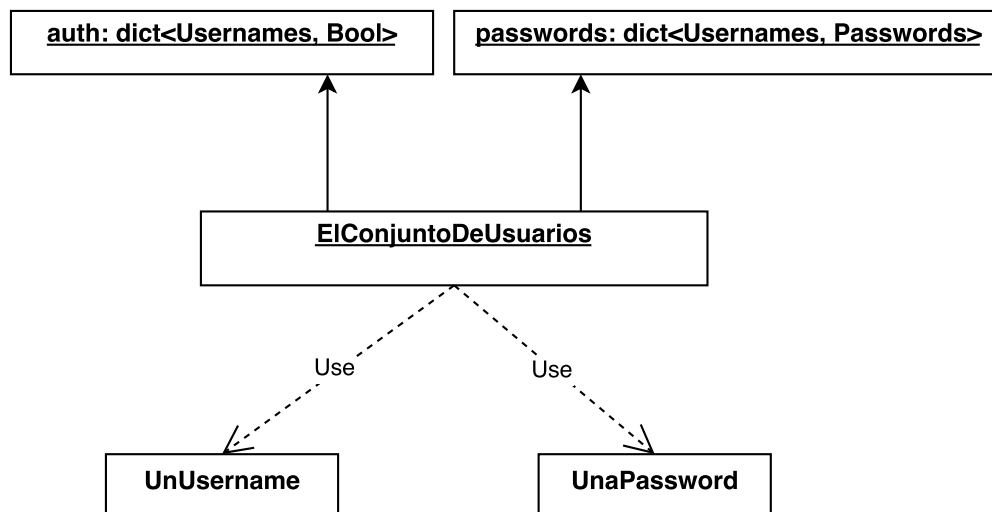 auth: dict<Usernames, Bool>
passwords: dict<Usernames, Passwords>
ElConjuntoDeUsuarios
Use
Use
UnUsername
UnaPassword